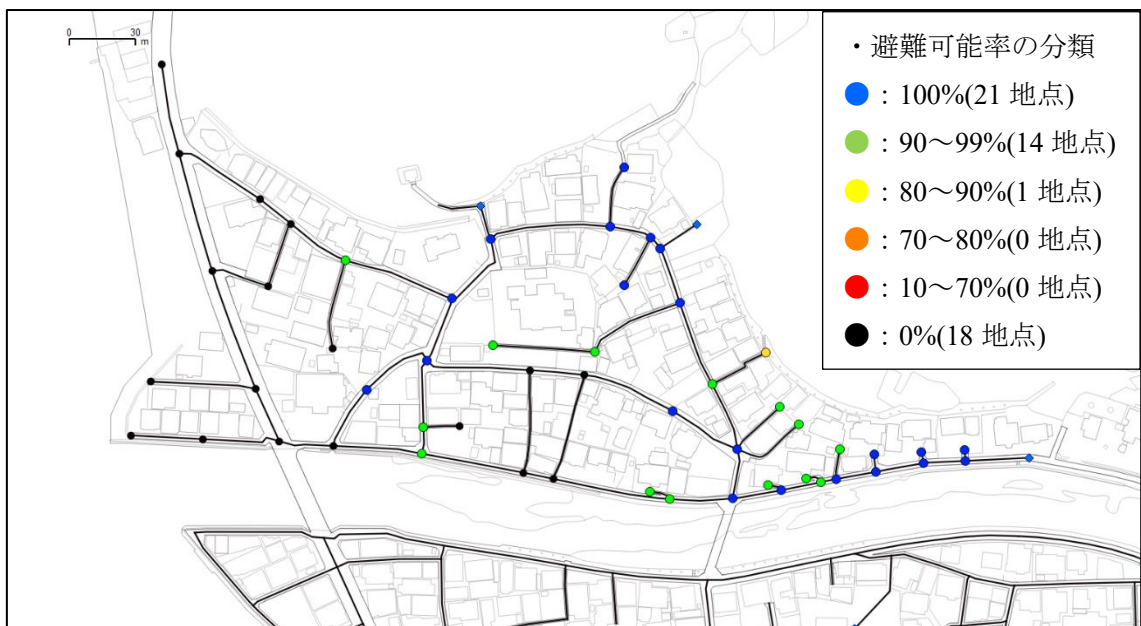 0 30
m
・避難可能率の分類
：100%(21 地点)
：90～99%(14 地点)
：80～90%(1 地点)
：70～80%(0 地点)
：10～70%(0 地点)
：0%(18 地点)